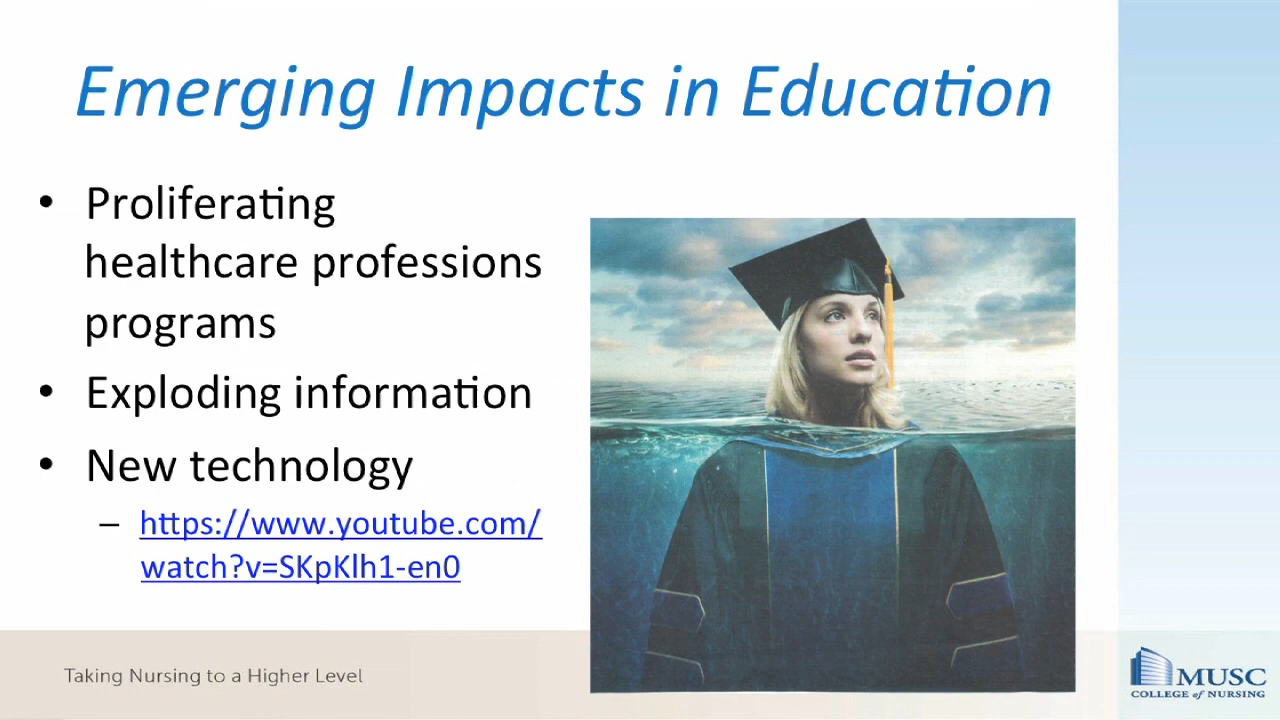 Emerging Impacts in Education
• Proliferating
healthcare professions
programs
• Exploding information
• New technology
– https://www.youtube.com/
watch?v=SKpKlh1-en0
Taking Nursing to a Higher Level
MUSC
COLLEGE of NURSING